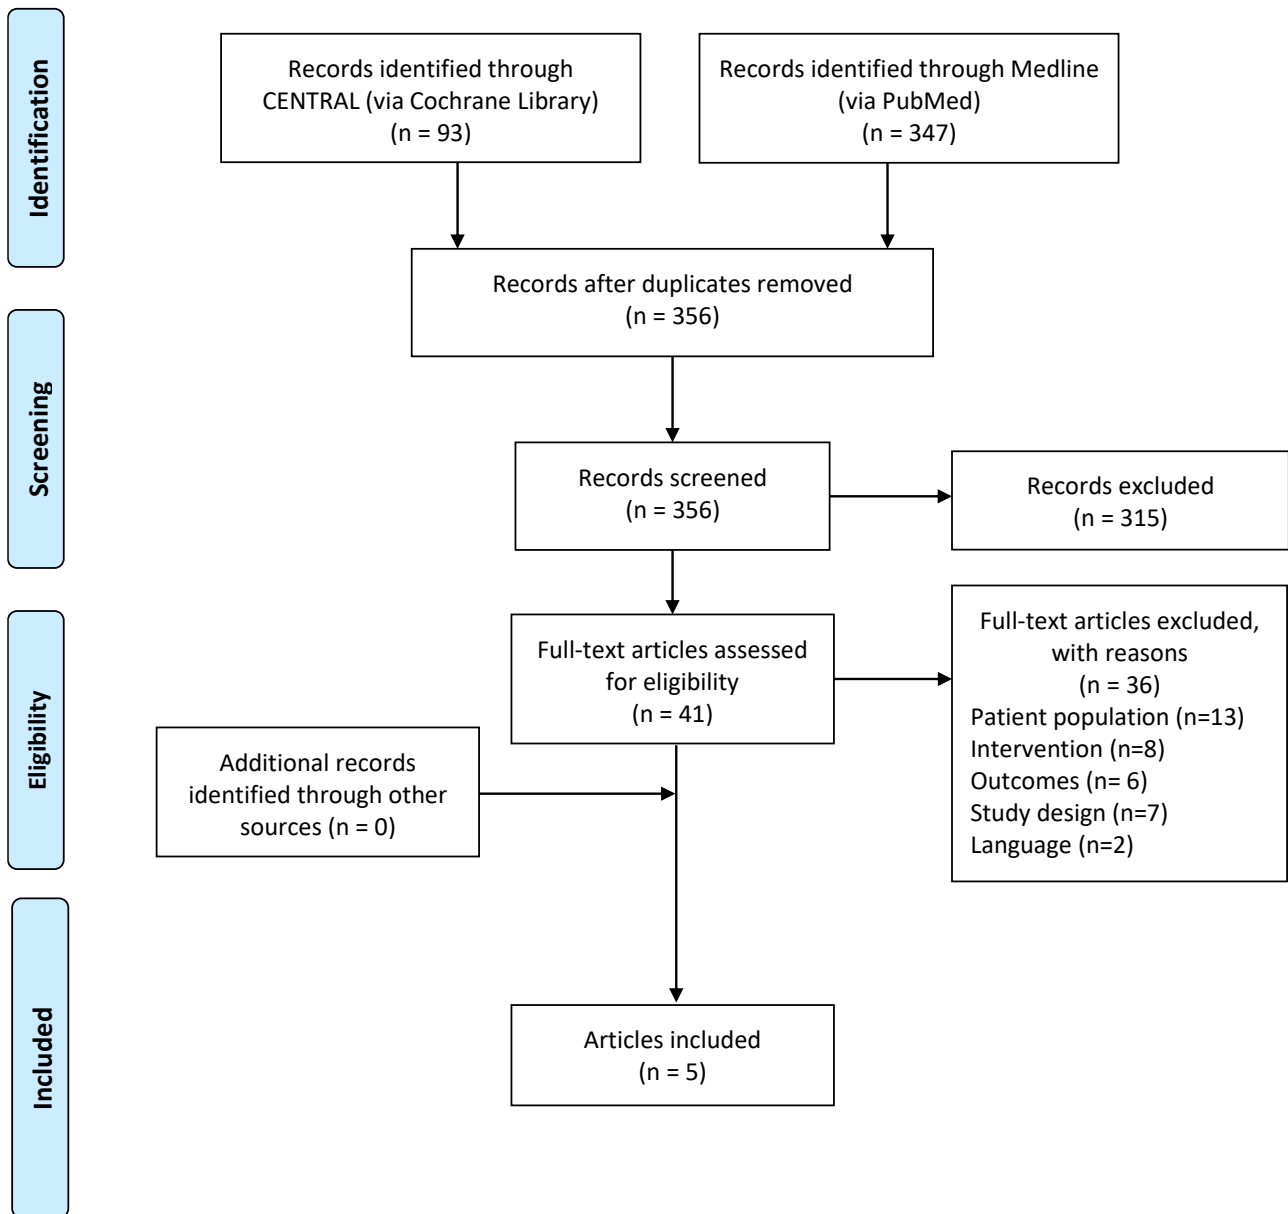 Identification
Records identified through
CENTRAL (via Cochrane Library)
(n = 93)
Records identified through Medline
(via PubMed)
(n = 347)
Records after duplicates removed
(n = 356)
Screening
Records screened
(n = 356)
Records excluded
(n = 315)
Eligibility
Full-text articles assessed
for eligibility
(n = 41)
Full-text articles excluded,
with reasons
(n = 36)
Patient population (n=13)
Intervention (n=8)
Outcomes (n= 6)
Study design (n=7)
Language (n=2)
Additional records
identified through other
sources (n = 0)
Included
Articles included
(n = 5)